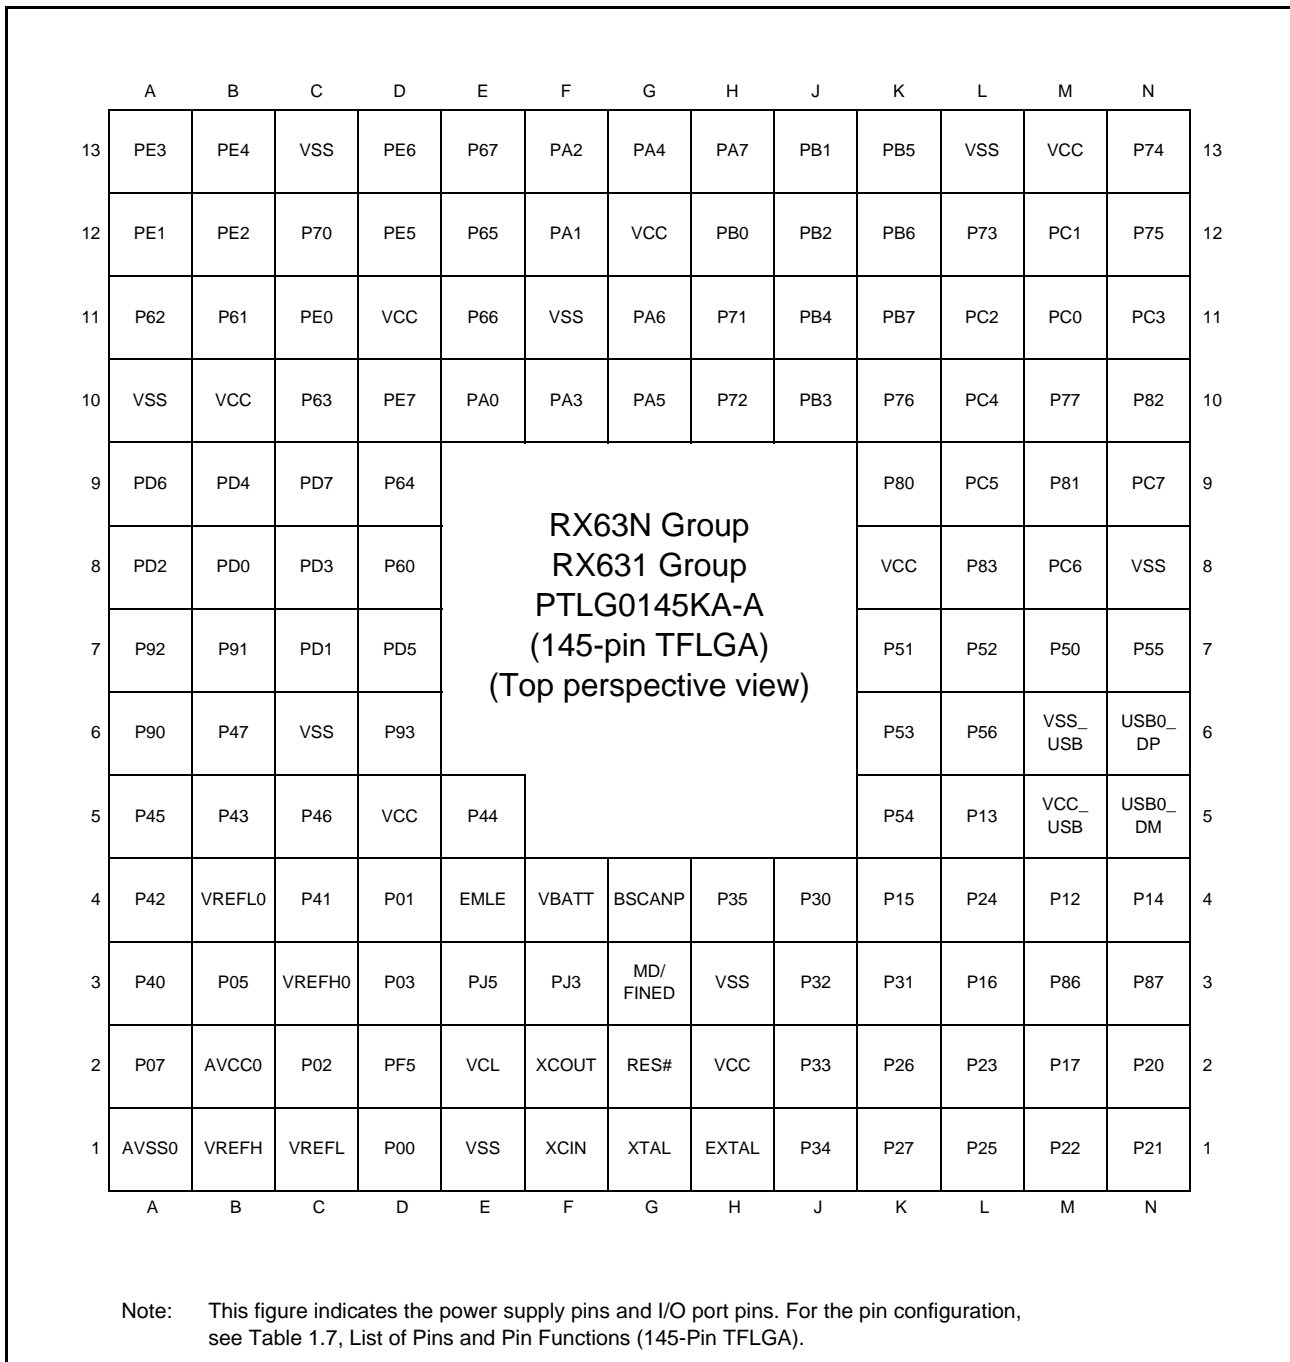 A B C D E F G H J K L M N
13 PE3 PE4 VSS PE6 P67 PA2 PA4 PA7 PB1 PB5 VSS VCC P74 13
12 PE1 PE2 P70 PE5 P65 PA1 VCC PB0 PB2 PB6 P73 PC1 P75 12
11 P62 P61 PE0 VCC P66 VSS PA6 P71 PB4 PB7 PC2 PC0 PC3 11
10 VSS VCC P63 PE7 PA0 PA3 PA5 P72 PB3 P76 PC4 P77 P82 10
9 PD6 PD4 PD7 P64 P80 PC5 P81 PC7 9
8 PD2 PD0 PD3 P60 VCC P83 PC6 VSS 8
7 P92 P91 PD1 PD5 P51 P52 P50 P55 7
6 P90 P47 VSS P93 P53 P56 VSS_ USB USB0_ DP 6
5 P45 P43 P46 VCC P44 P54 P13 VCC_ USB USB0_ DM 5
RX63N Group
RX631 Group
PTLG0145KA-A
(145-pin TFLGA)
(Top perspective view)
4 P42 VREFL0 P41 P01 EMLE VBATT BSCANP P35 P30 P15 P24 P12 P14 4
3 P40 P05 VREFH0 P03 PJ5 PJ3 MD/ FINED VSS P32 P31 P16 P86 P87 3
2 P07 AVCC0 P02 PF5 VCL XCOUT RES# VCC P33 P26 P23 P17 P20 2
1 AVSS0 VREFH VREFL P00 VSS XCIN XTAL EXTAL P34 P27 P25 P22 P21 1
A B C D E F G H J K L M N
Note: This figure indicates the power supply pins and I/O port pins. For the pin configuration,
see Table 1.7, List of Pins and Pin Functions (145-Pin TFLGA).